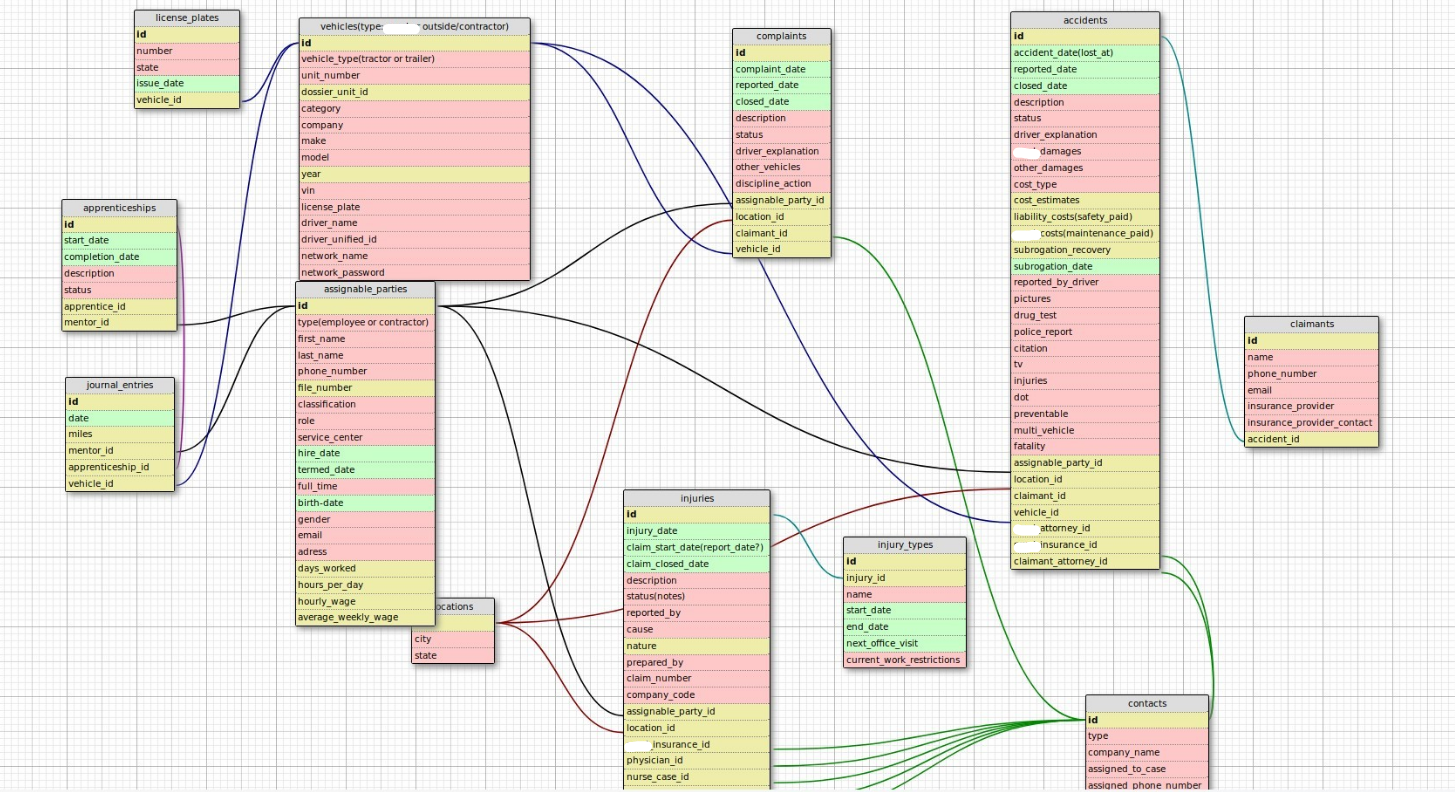 license_plates
id
number
state
issue_date
vehicle_id
vehicles(type: outside/contractor)
id
vehicle_type(tractor or trailer)
unit_number
dossier_unit_id
category
company
make
model
year
vin
license_plate
driver_name
driver_unified_id
network_name
network_password
complaints
id
complaint_date
reported_date
closed_date
description
status
driver_explanation
other_vehicles
discipline_action
assignable_party_id
location_id
claimant_id
vehicle_id
accidents
id
accident_date(lost_at)
reported_date
closed_date
description
status
driver_explanation
damages
other_damages
cost_type
cost_estimates
liability_costs(safety_paid)
costs(maintenance_paid)
subrogation_recovery
subrogation_date
reported_by_driver
pictures
drug_test
police_report
citation
tv
injuries
dot
preventable
multi_vehicle
fatality
assignable_party_id
location_id
claimant_id
vehicle_id
attorney_id
insurance_id
claimant_attorney_id
apprenticeships
id
start_date
completion_date
description
status
apprentice_id
mentor_id
assignable_parties
id
type(employee or contractor)
first_name
last_name
phone_number
file_number
classification
role
service_center
hire_date
termed_date
full_time
birth-date
gender
email
adress
days_worked
hours_per_day
hourly_wage
average_weekly_wage
claimants
id
name
phone_number
email
insurance_provider
insurance_provider_contact
accident_id
journal_entries
id
date
miles
mentor_id
apprenticeship_id
vehicle_id
ocations
city
state
injuries
id
injury_date
claim_start_date(report_date?)
claim_closed_date
description
status(notes)
reported_by
cause
nature
prepared_by
claim_number
company_code
assignable_party_id
location_id
insurance_id
physician_id
nurse_case_id
injury_types
id
injury_id
name
start_date
end_date
next_office_visit
current_work_restrictions
contacts
id
type
company_name
assigned_to_case
assigned_phone_number